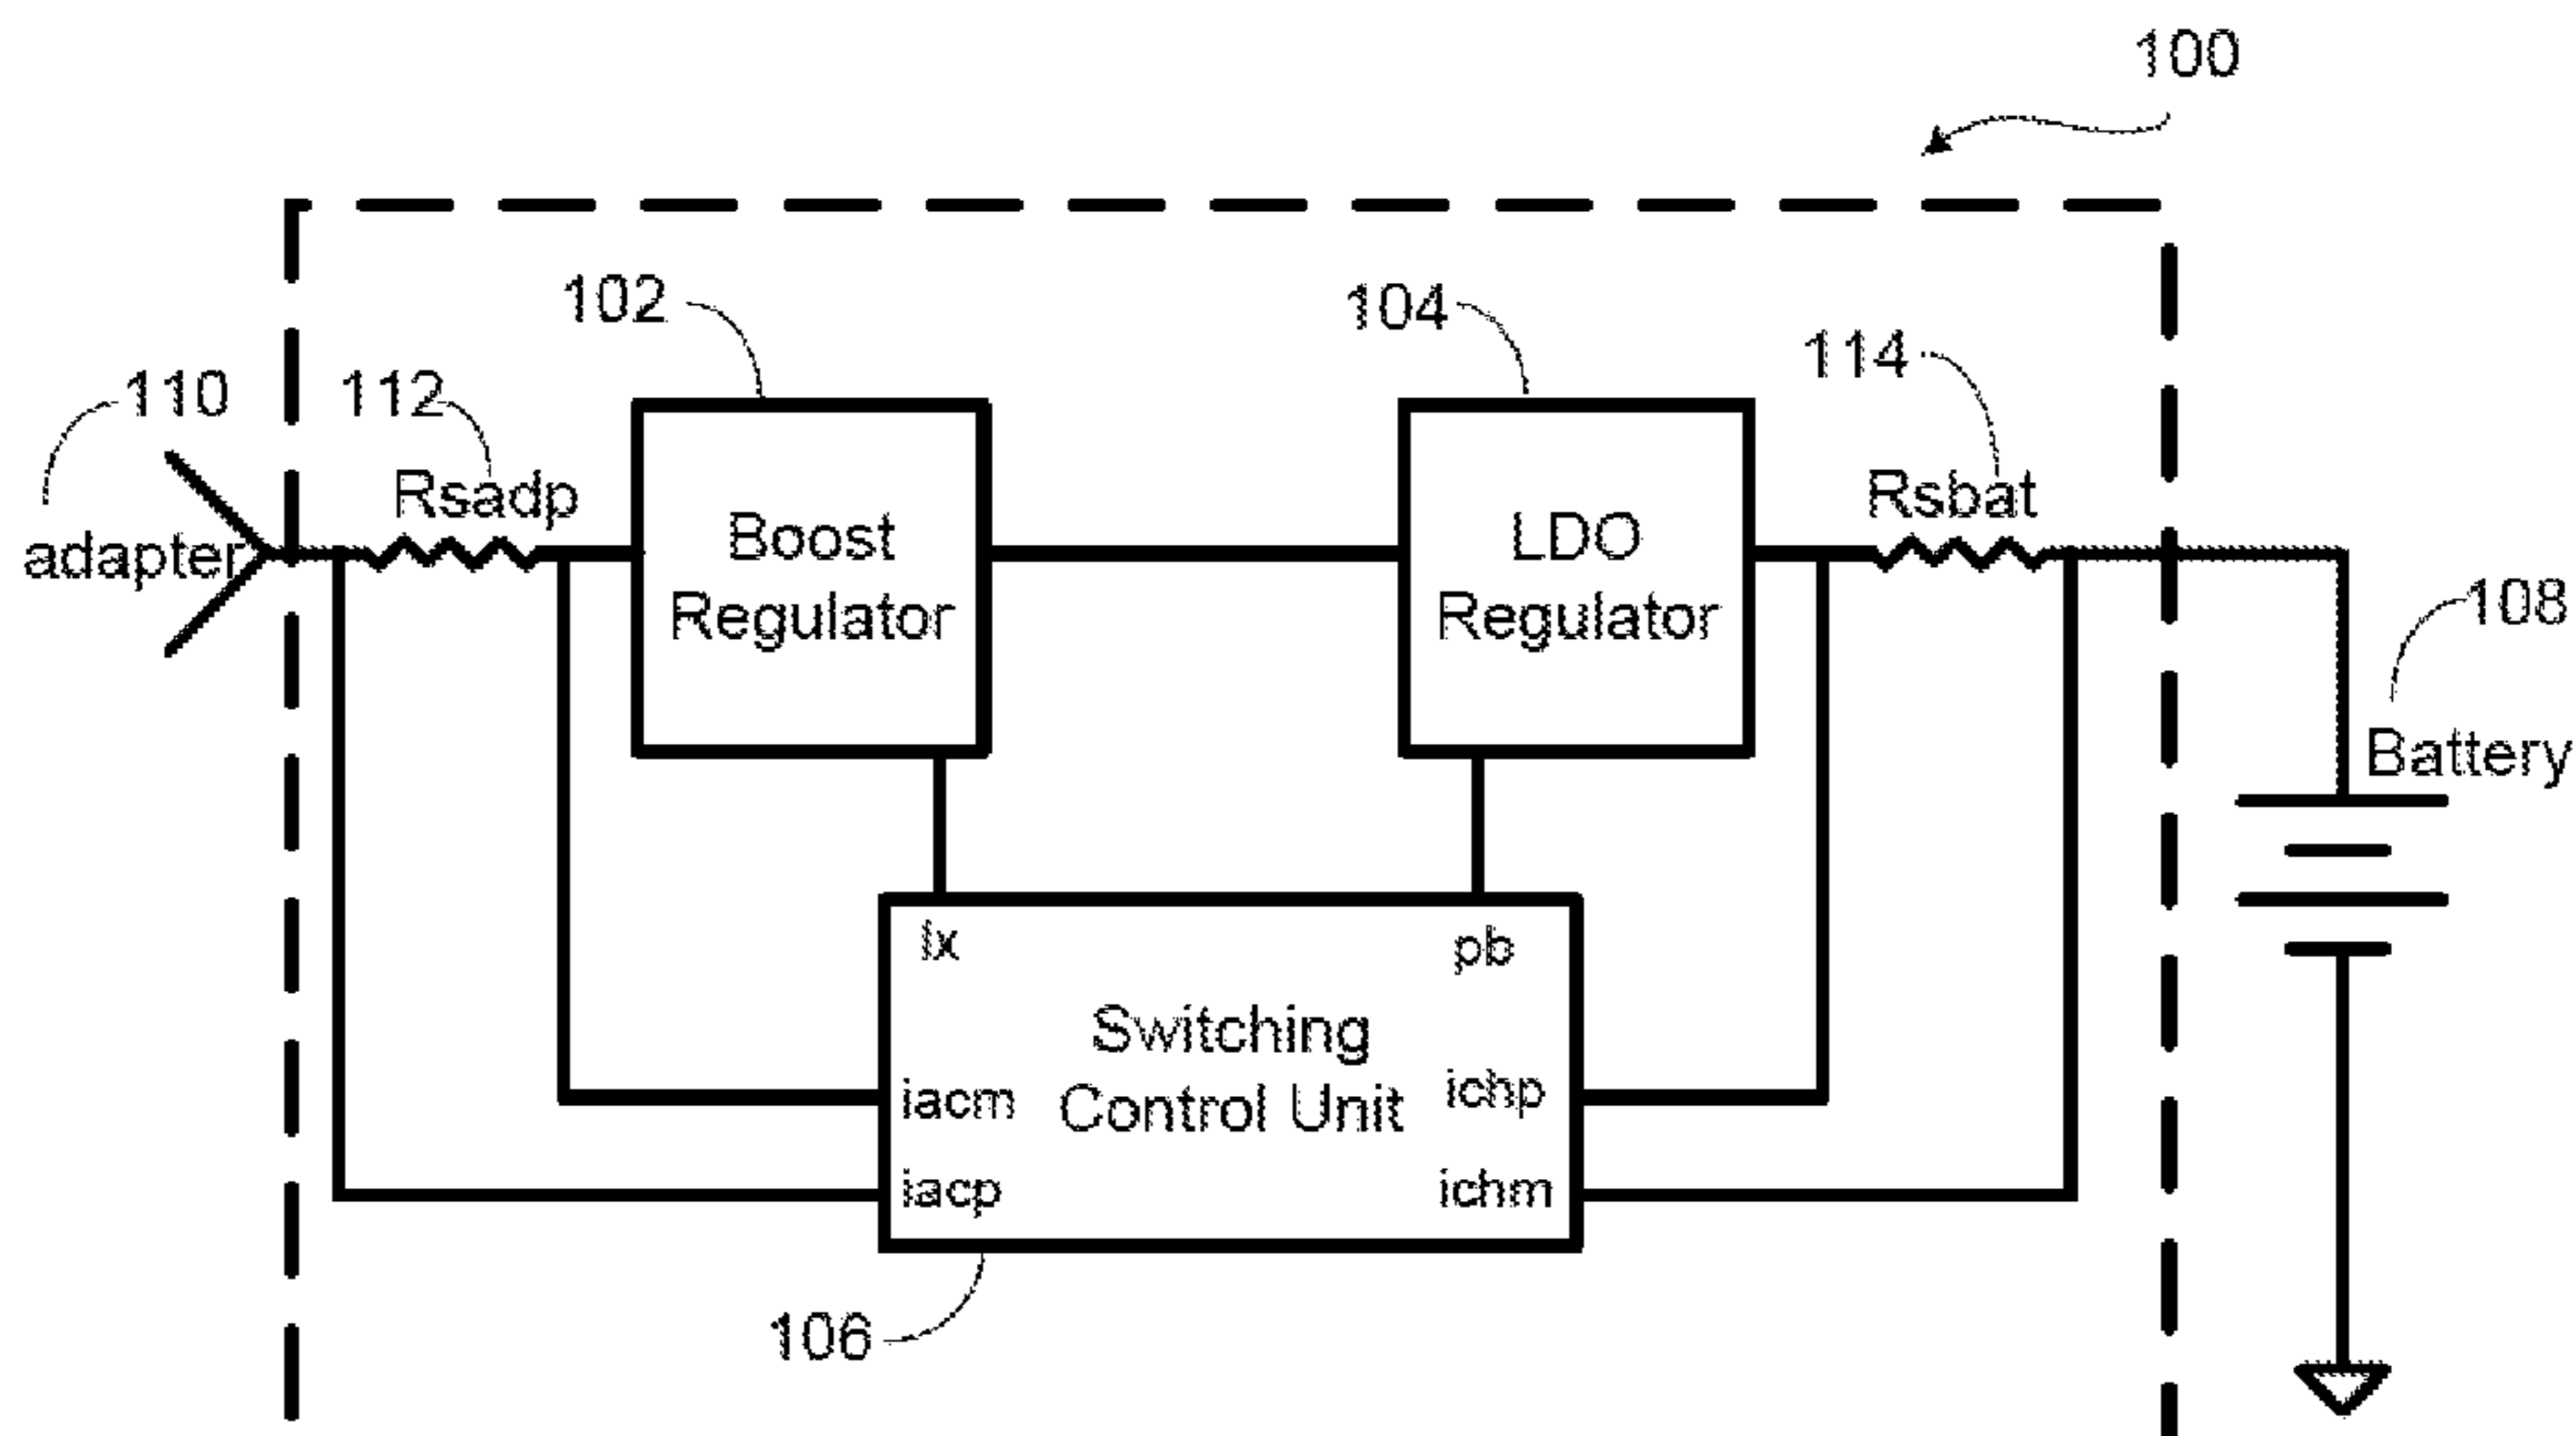 100
102
104
114
110
112
Rsadp
Rsbat
adapter
Boost
Regulator
LDO
Regulator
108
Battery
lx
pb
Switching
Control Unit
iacm
ichp
iacp
ichm
106